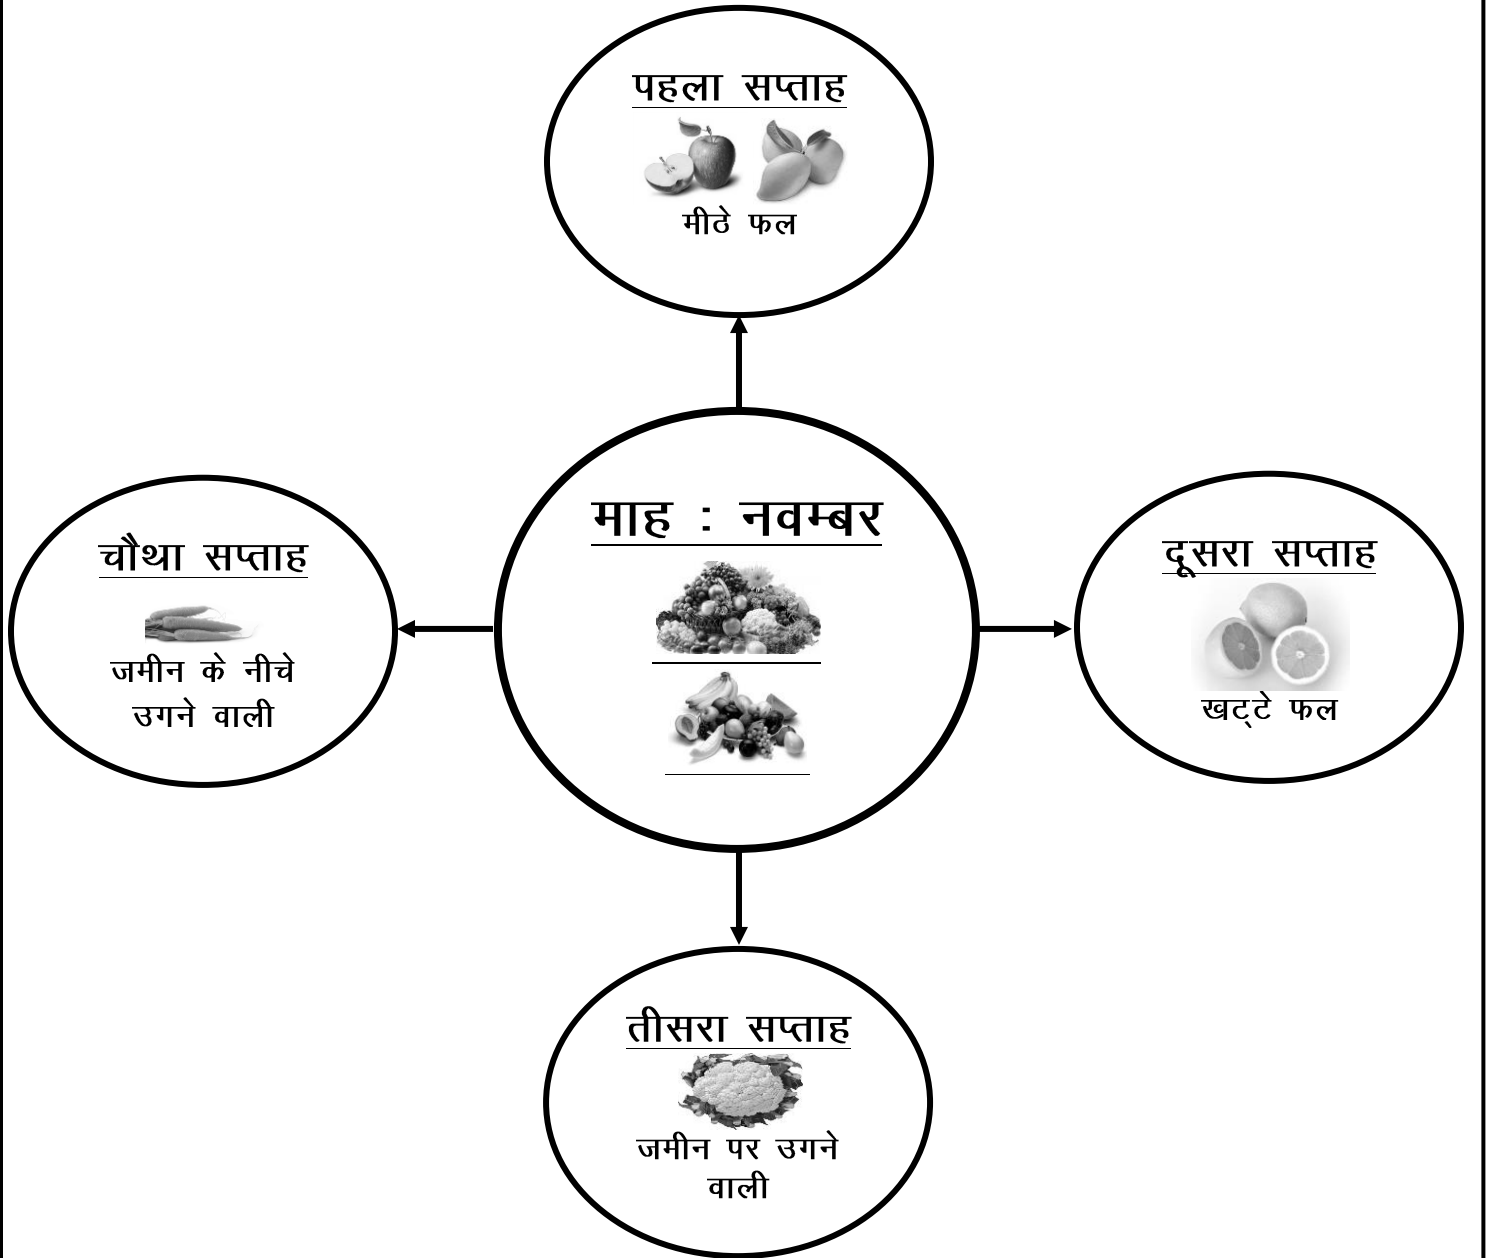 पहला सप्ताह
मीठे फल
माह : नवम्बर
चौथा सप्ताह
जमीन के नीचे
उगने वाली
दूसरा सप्ताह
खट्टे फल
तीसरा सप्ताह
जमीन पर उगने
वाली